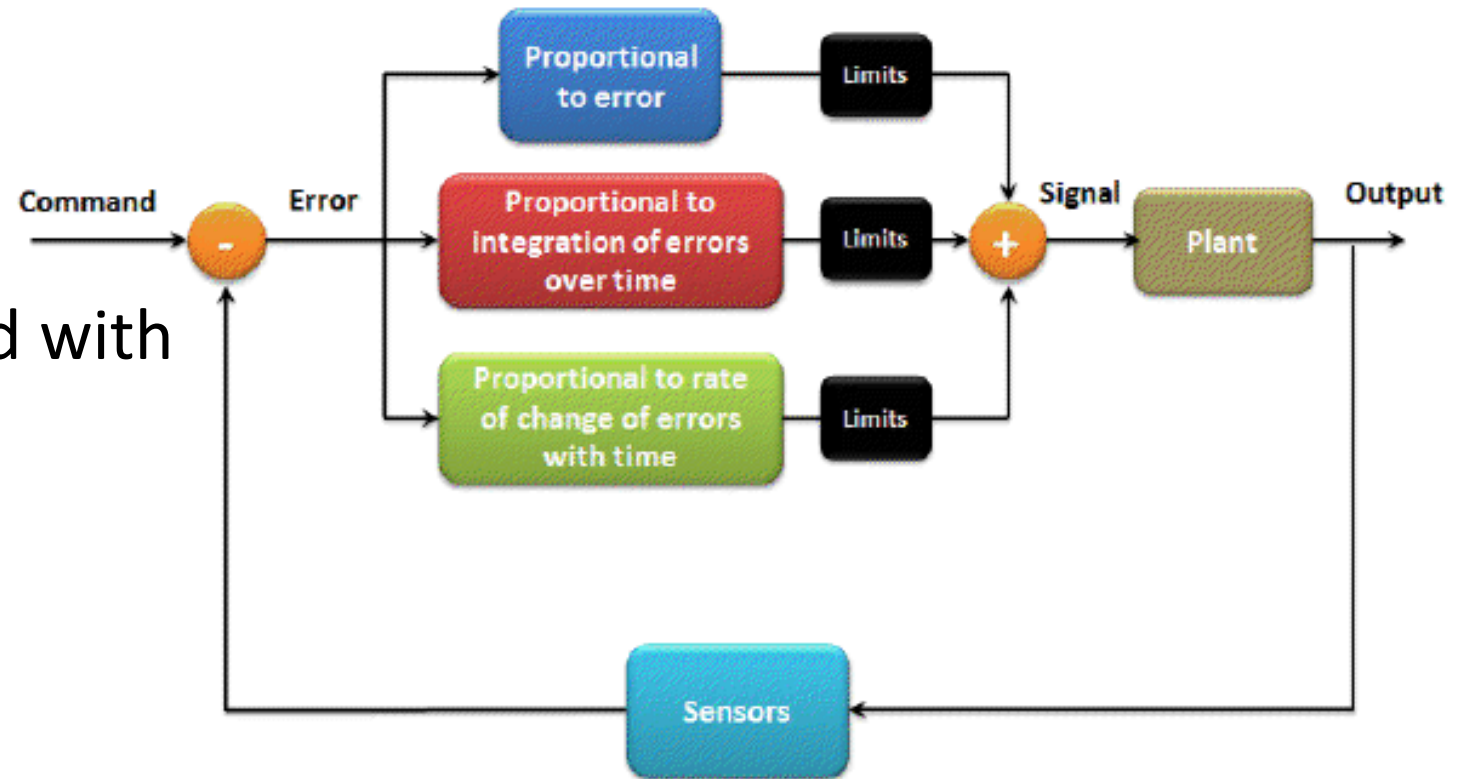 Proportional
to error
Limits
Command
Error
Proportional to
integration of errors
over time
Limits
+
Signal
Plant
Output
-
d with
Proportional to rate
of change of errors
with time
Limits
Sensors